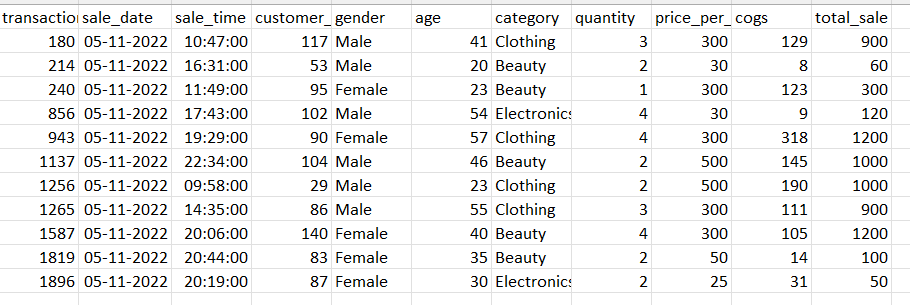 transaction sale_date sale_time customer_ gender age category quantity price_per_ cogs total_sale
180 05-11-2022 10:47:00 117 Male 41 Clothing 3 300 129 900
214 05-11-2022 16:31:00 53 Male 20 Beauty 2 30 8 60
240 05-11-2022 11:49:00 95 Female 23 Beauty 1 300 123 300
856 05-11-2022 17:43:00 102 Male 54 Electronics 4 30 9 120
943 05-11-2022 19:29:00 90 Female 57 Clothing 4 300 318 1200
1137 05-11-2022 22:34:00 104 Male 46 Beauty 2 500 145 1000
1256 05-11-2022 09:58:00 29 Male 23 Clothing 2 500 190 1000
1265 05-11-2022 14:35:00 86 Male 55 Clothing 3 300 111 900
1587 05-11-2022 20:06:00 140 Female 40 Beauty 4 300 105 1200
1819 05-11-2022 20:44:00 83 Female 35 Beauty 2 50 14 100
1896 05-11-2022 20:19:00 87 Female 30 Electronics 2 25 31 50